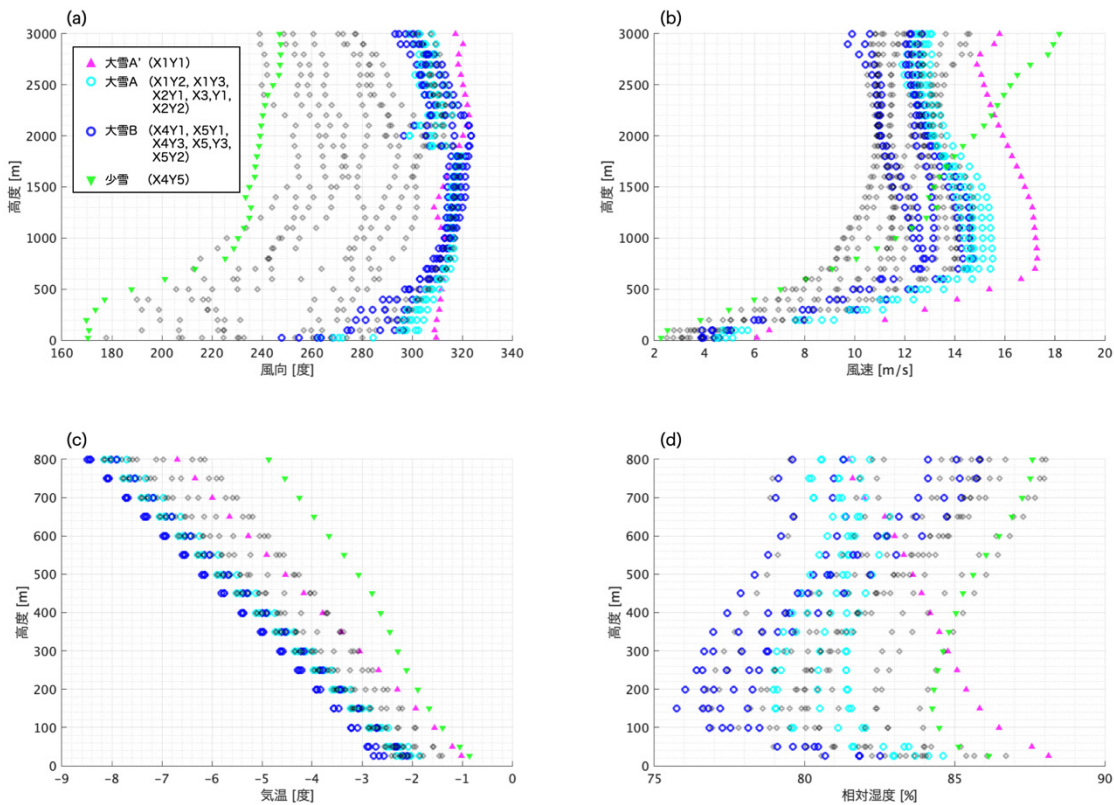 (a)
3000
2500
2000
1500
1000
500
0
高度 [m]
160 180 200 220 240 260 280 300 320 340
風向 [度]
大雪A' (X1Y1)
大雪A (X1Y2, X1Y3,
X2Y1, X3,Y1,
X2Y2)
大雪B (X4Y1, X5Y1,
X4Y3, X5,Y3,
X5Y2)
少雪 (X4Y5)
(b)
3000
2500
2000
1500
1000
500
0
高度 [m]
2 4 6 8 10 12 14 16 18 20
風速 [m/s]
(c)
800
700
600
500
400
300
200
100
0
高度 [m]
−9 −8 −7 −6 −5 −4 −3 −2 −1 0
気温 [度]
(d)
800
700
600
500
400
300
200
100
0
高度 [m]
75 80 85 90
相対湿度 [%]